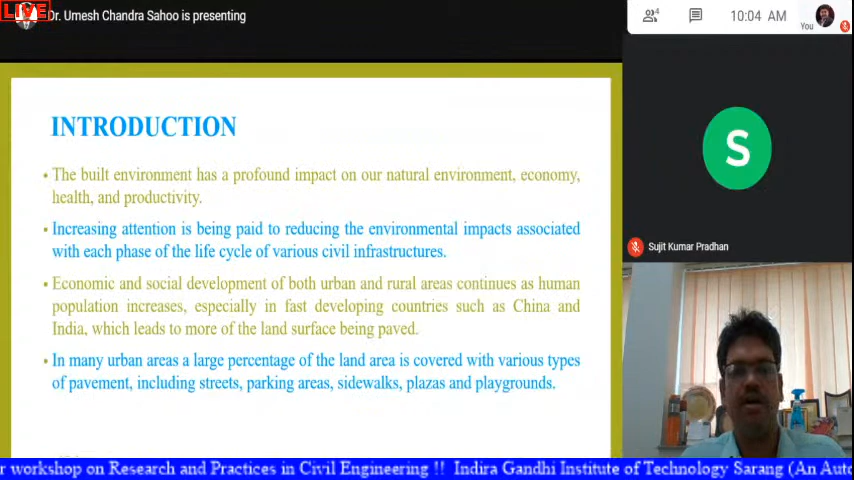 LIVE
Dr. Umesh Chandra Sahoo is presenting
4
10:04 AM
You
INTRODUCTION
• The built environment has a profound impact on our natural environment, economy,
health, and productivity.
• Increasing attention is being paid to reducing the environmental impacts associated
with each phase of the life cycle of various civil infrastructures.
• Economic and social development of both urban and rural areas continues as human
population increases, especially in fast developing countries such as China and
India, which leads to more of the land surface being paved.
• In many urban areas a large percentage of the land area is covered with various types
of pavement, including streets, parking areas, sidewalks, plazas and playgrounds.
S
Sujit Kumar Pradhan
r workshop on Research and Practices in Civil Engineering !! Indira Gandhi Institute of Technology Sarang (An Auto